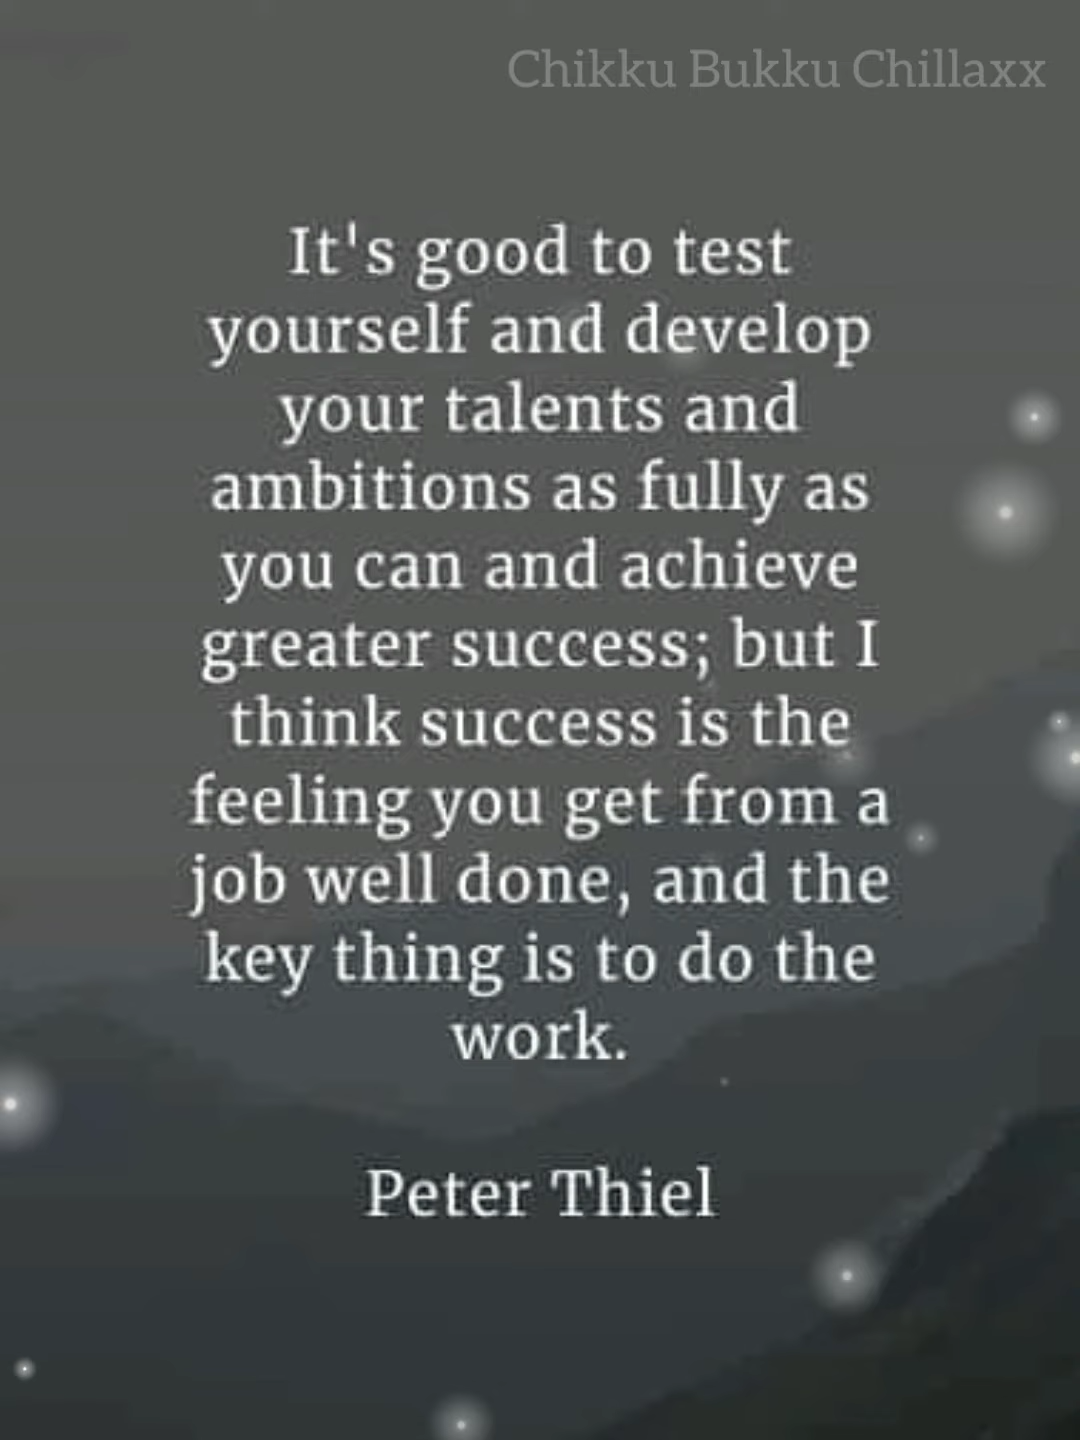 Chikku Bukku Chillaxx
It's good to test
yourself and develop
your talents and
ambitions as fully as
you can and achieve
greater success; but I
think success is the
feeling you get from a
job well done, and the
key thing is to do the
work.
Peter Thiel